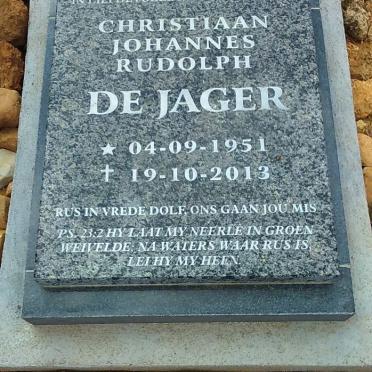 CHRISTIAAN
JOHANNES
RUDOLPH
DE JAGER
★ 04-09-1951
† 19-10-2013
RUS IN VREDE DOLF, ONS GAAN JOU MIS
PS. 23:2 HY LAAT MY NEERLE IN GROEN
WEIVELDE; NA WATERS WAAR RUS IS,
LEI HY MY HEEN.